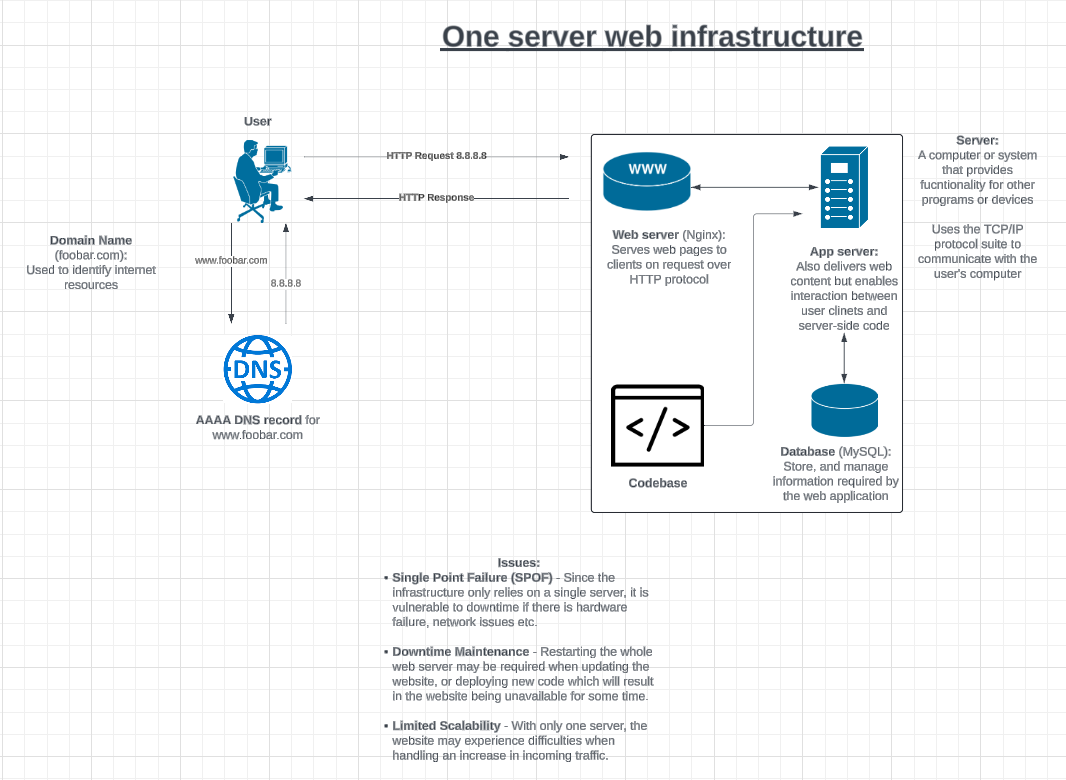 One server web infrastructure
User
HTTP Request 8.8.8.8
HTTP Response
Domain Name
(foobar.com):
Used to identify internet
resources
www.foobar.com
8.8.8.8
DNS
AAAA DNS record for
www.foobar.com
WWW
Web server (Nginx):
Serves web pages to
clients on request over
HTTP protocol
App server:
Also delivers web
content but enables
interaction between
user clinets and
server-side code
</>
Codebase
Database (MySQL):
Store, and manage
information required by
the web application
Server:
A computer or system
that provides
fucntionality for other
programs or devices
Uses the TCP/IP
protocol suite to
communicate with the
user's computer
Issues:
• Single Point Failure (SPOF) - Since the
infrastructure only relies on a single server, it is
vulnerable to downtime if there is hardware
failure, network issues etc.
• Downtime Maintenance - Restarting the whole
web server may be required when updating the
website, or deploying new code which will result
in the website being unavailable for some time.
• Limited Scalability - With only one server, the
website may experience difficulties when
handling an increase in incoming traffic.